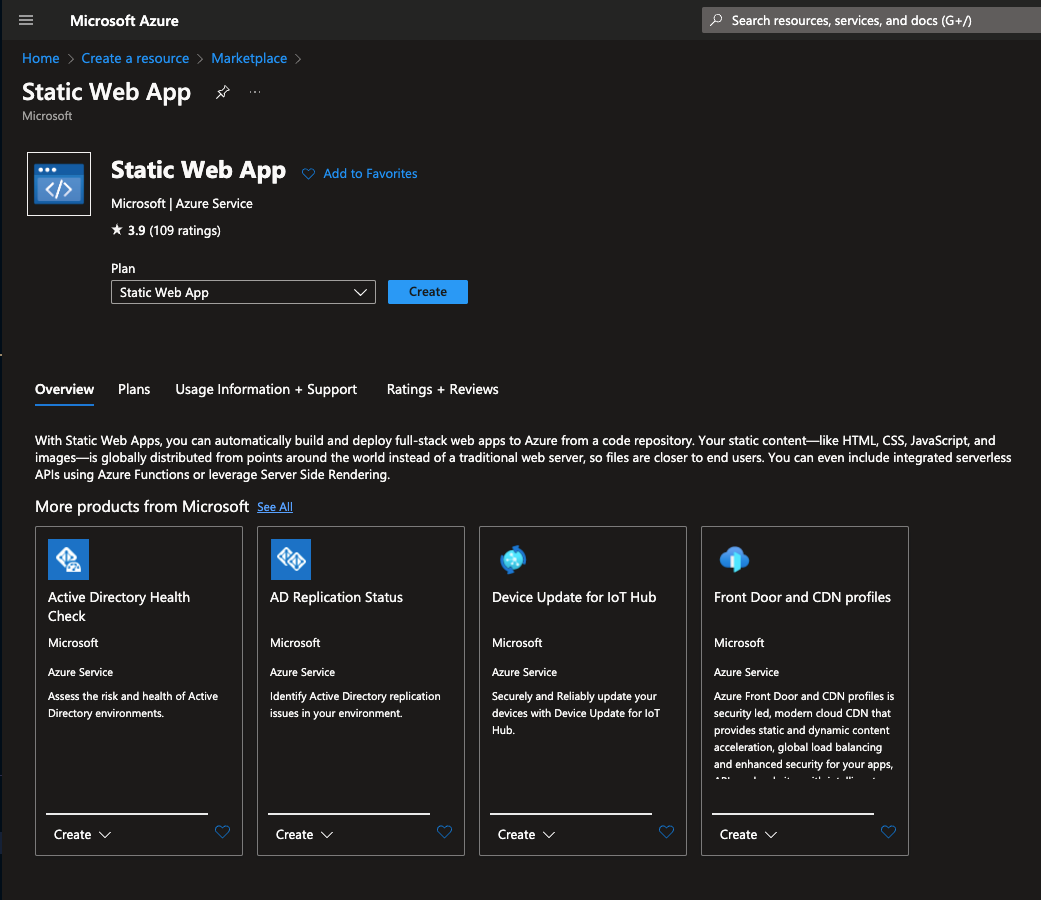 Microsoft Azure
Search resources, services, and docs (G+/)
Home > Create a resource > Marketplace >
Static Web App
...
Microsoft
</>
Static Web App
Add to Favorites
Microsoft | Azure Service
★ 3.9 (109 ratings)
Plan
Static Web App
Create
Overview
Plans
Usage Information + Support
Ratings + Reviews
With Static Web Apps, you can automatically build and deploy full-stack web apps to Azure from a code repository. Your static content—like HTML, CSS, JavaScript, and
images—is globally distributed from points around the world instead of a traditional web server, so files are closer to end users. You can even include integrated serverless
APIs using Azure Functions or leverage Server Side Rendering.
More products from Microsoft See All
Active Directory Health
Check
Microsoft
Azure Service
Assess the risk and health of Active
Directory environments.
Create
AD Replication Status
Microsoft
Azure Service
Identify Active Directory replication
issues in your environment.
Create
Device Update for IoT Hub
Microsoft
Azure Service
Securely and Reliably update your
devices with Device Update for IoT
Hub.
Create
Front Door and CDN profiles
Microsoft
Azure Service
Azure Front Door and CDN profiles is
security led, modern cloud CDN that
provides static and dynamic content
acceleration, global load balancing
and enhanced security for your apps,
Create